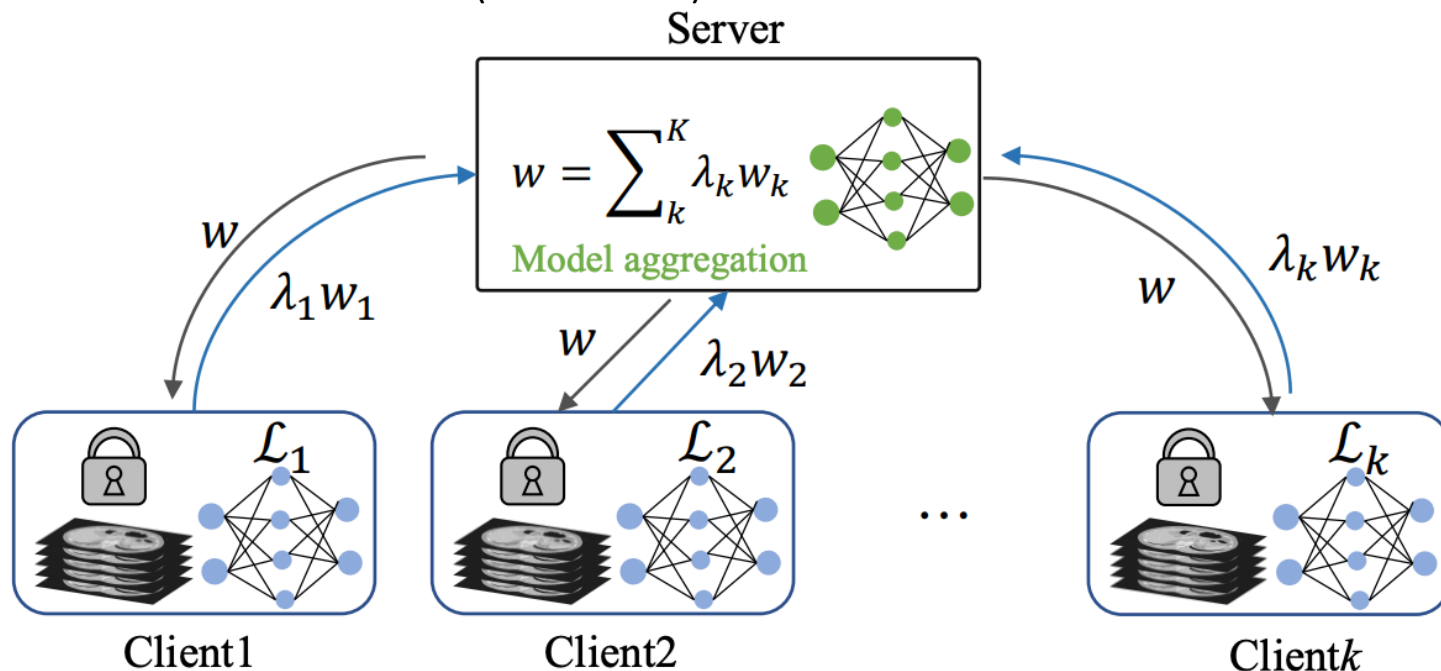 Server
w = ∑_k^K λ_k w_k
Model aggregation
w
λ_1 w_1
w
λ_2 w_2
w
λ_k w_k
ℒ_1
ℒ_2
...
ℒ_k
Client1
Client2
Clientk